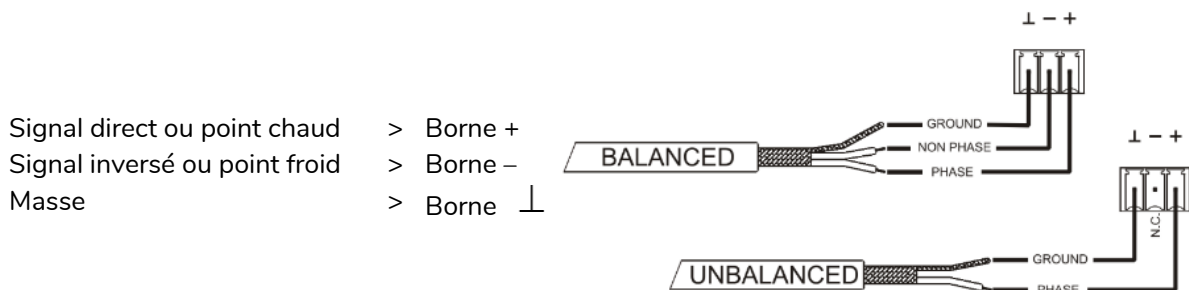 Signal direct ou point chaud > Borne +
Signal inversé ou point froid > Borne –
Masse > Borne ⊥
⊥ – +
GROUND
NON PHASE
PHASE
BALANCED
⊥ – +
N.C.
GROUND
PHASE
UNBALANCED